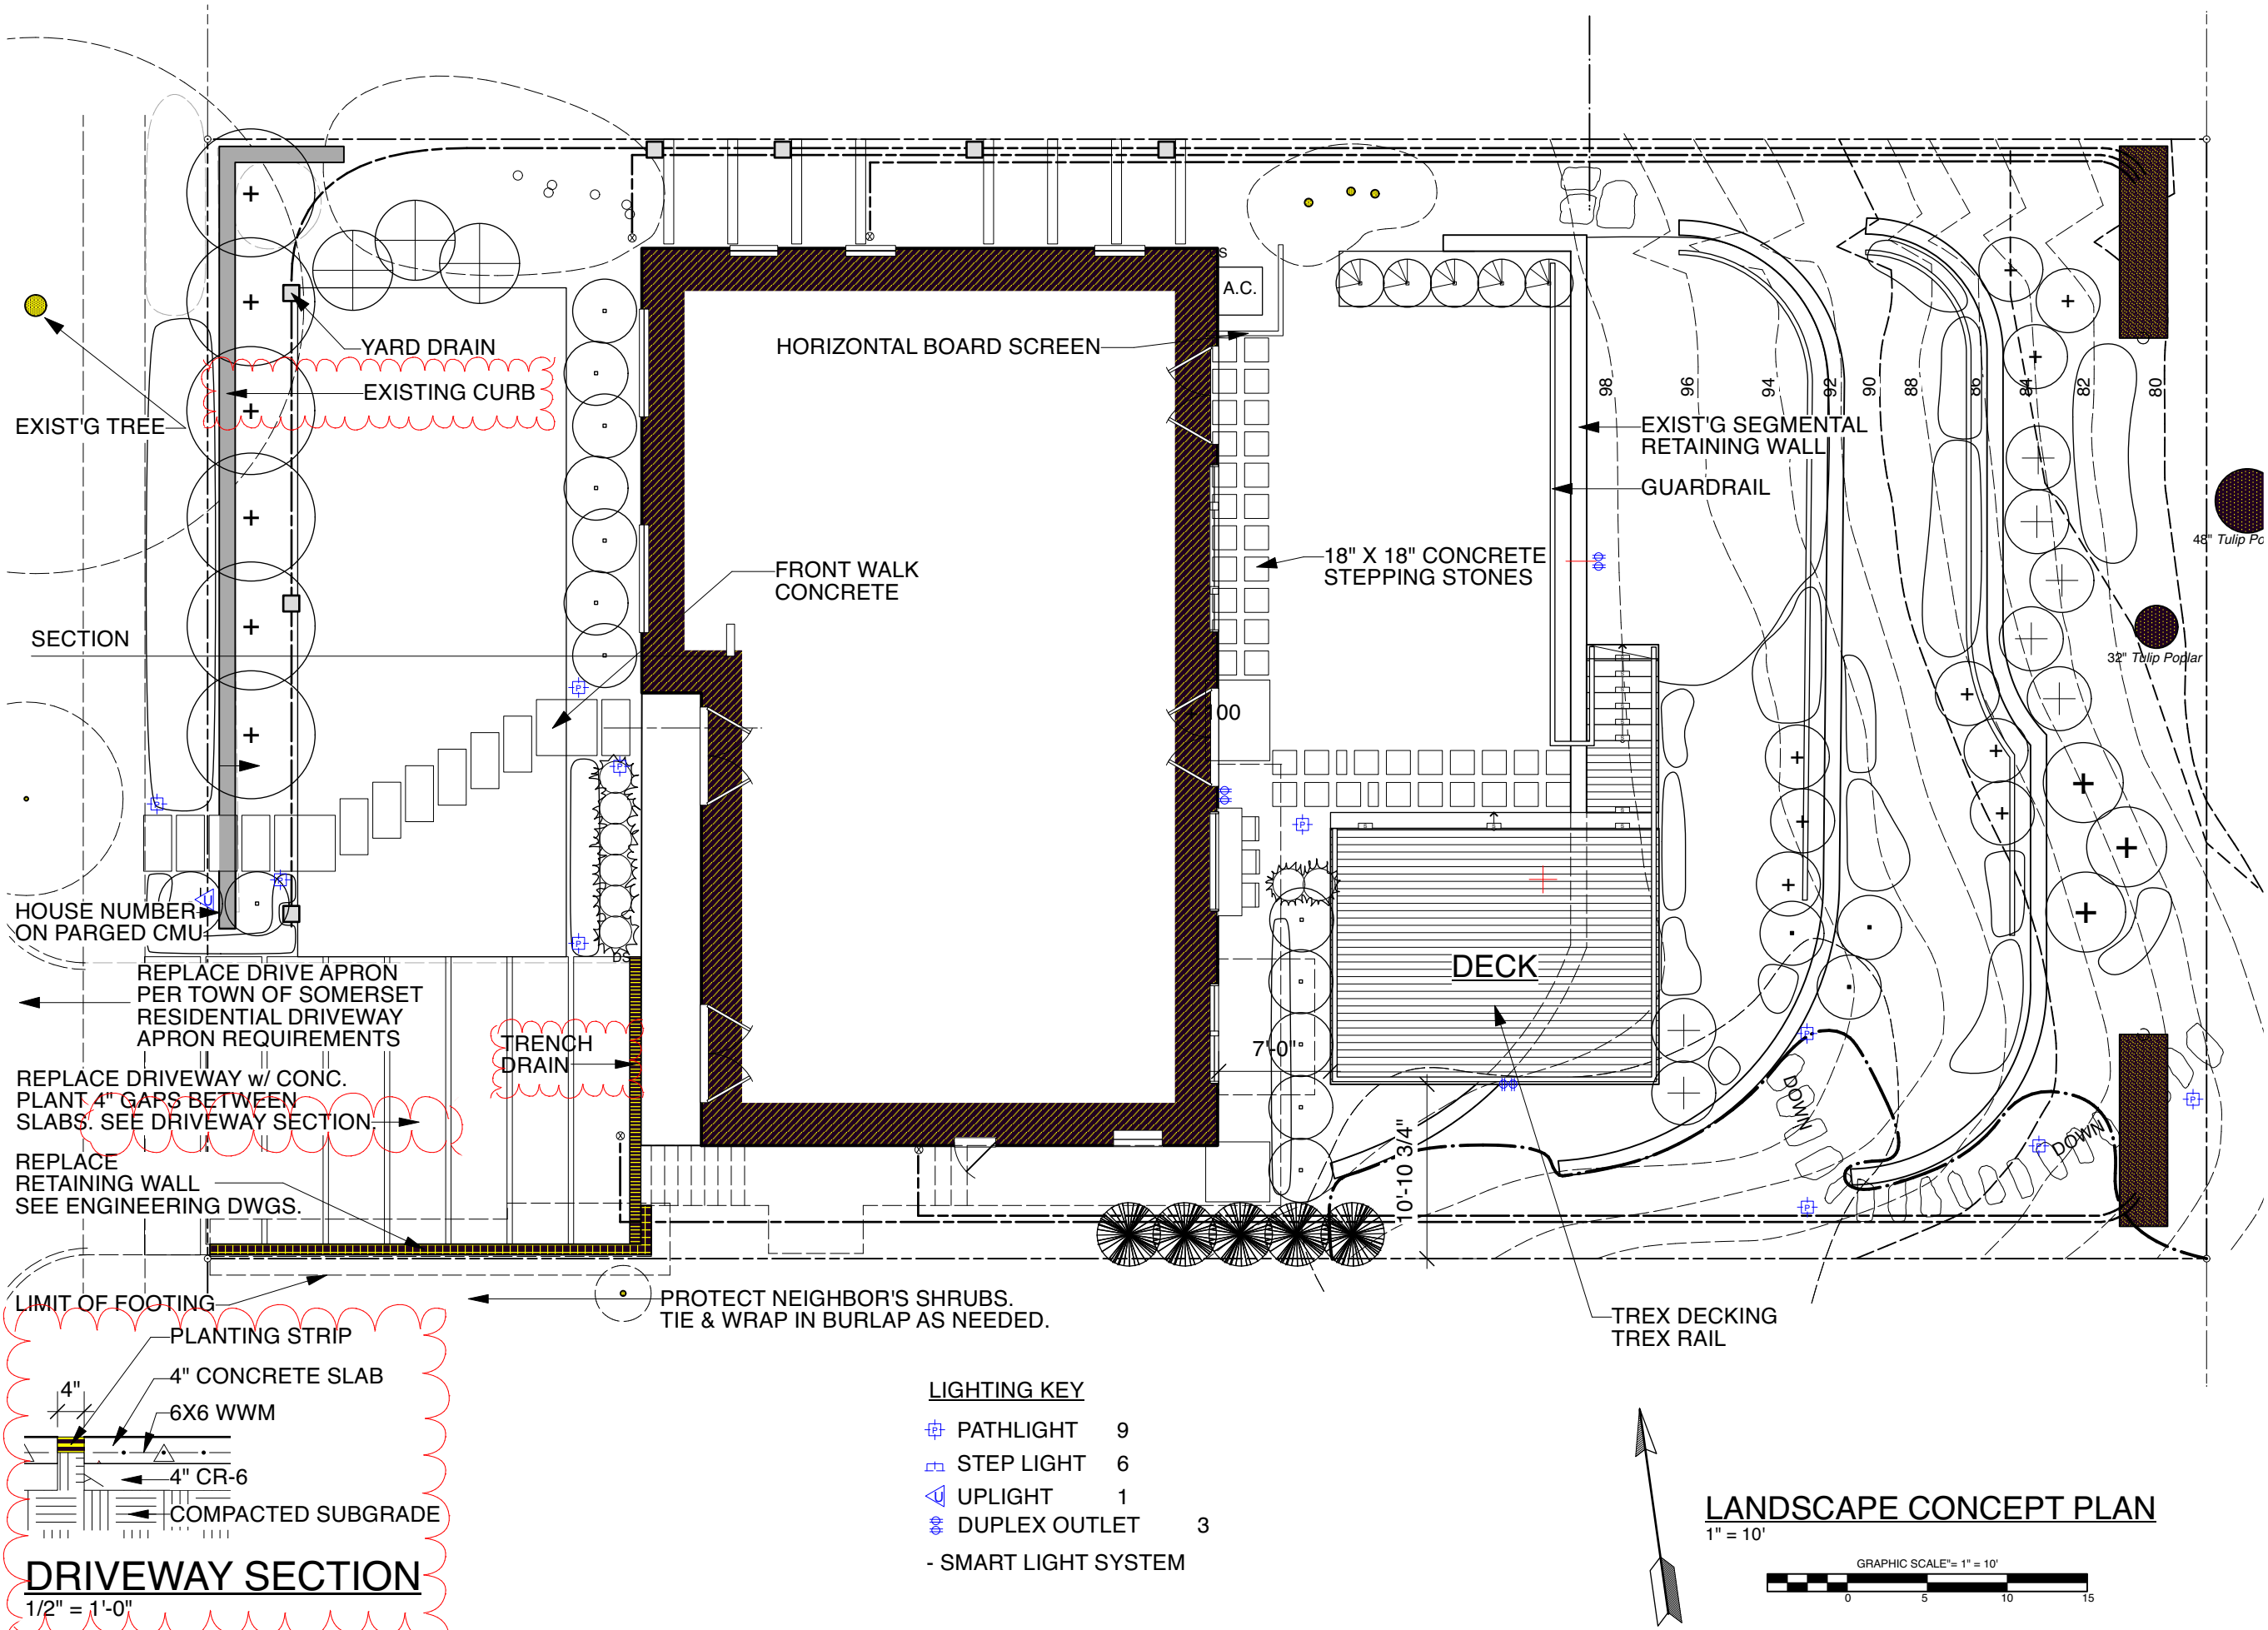 YARD DRAIN
EXISTING CURB
EXIST'G TREE
HORIZONTAL BOARD SCREEN
A.C.
S
98
96
94
92
90
88
86
84
82
80
EXIST'G SEGMENTAL
RETAINING WALL
GUARDRAIL
18" X 18" CONCRETE
STEPPING STONES
48" Tulip Po
32" Tulip Poplar
FRONT WALK
CONCRETE
SECTION
100
P
P
P
P
P
P
P
P
P
P
U
HOUSE NUMBER
ON PARGED CMU
DS
REPLACE DRIVE APRON
PER TOWN OF SOMERSET
RESIDENTIAL DRIVEWAY
APRON REQUIREMENTS
TRENCH
DRAIN
REPLACE DRIVEWAY w/ CONC.
PLANT 4" GAPS BETWEEN
SLABS. SEE DRIVEWAY SECTION.
REPLACE
RETAINING WALL
SEE ENGINEERING DWGS.
LIMIT OF FOOTING
DECK
7'-0"
10'-10 3/4"
DOWN
DOWN
PROTECT NEIGHBOR'S SHRUBS.
TIE & WRAP IN BURLAP AS NEEDED.
TREX DECKING
TREX RAIL
PLANTING STRIP
4" CONCRETE SLAB
4"
6X6 WWM
4" CR-6
COMPACTED SUBGRADE
DRIVEWAY SECTION
1/2" = 1'-0"
LIGHTING KEY
P PATHLIGHT 9
STEP LIGHT 6
U UPLIGHT 1
DUPLEX OUTLET 3
- SMART LIGHT SYSTEM
LANDSCAPE CONCEPT PLAN
1" = 10'
GRAPHIC SCALE"= 1" = 10'
0 5 10 15